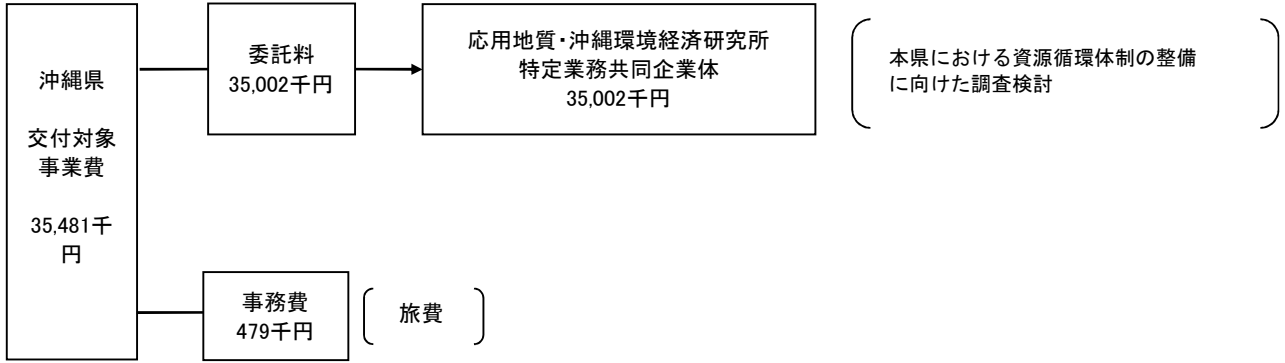 沖縄県
交付対象
事業費
35,481千
円
委託料
35,002千円
応用地質・沖縄環境経済研究所
特定業務共同企業体
35,002千円
本県における資源循環体制の整備
に向けた調査検討
事務費
479千円
旅費